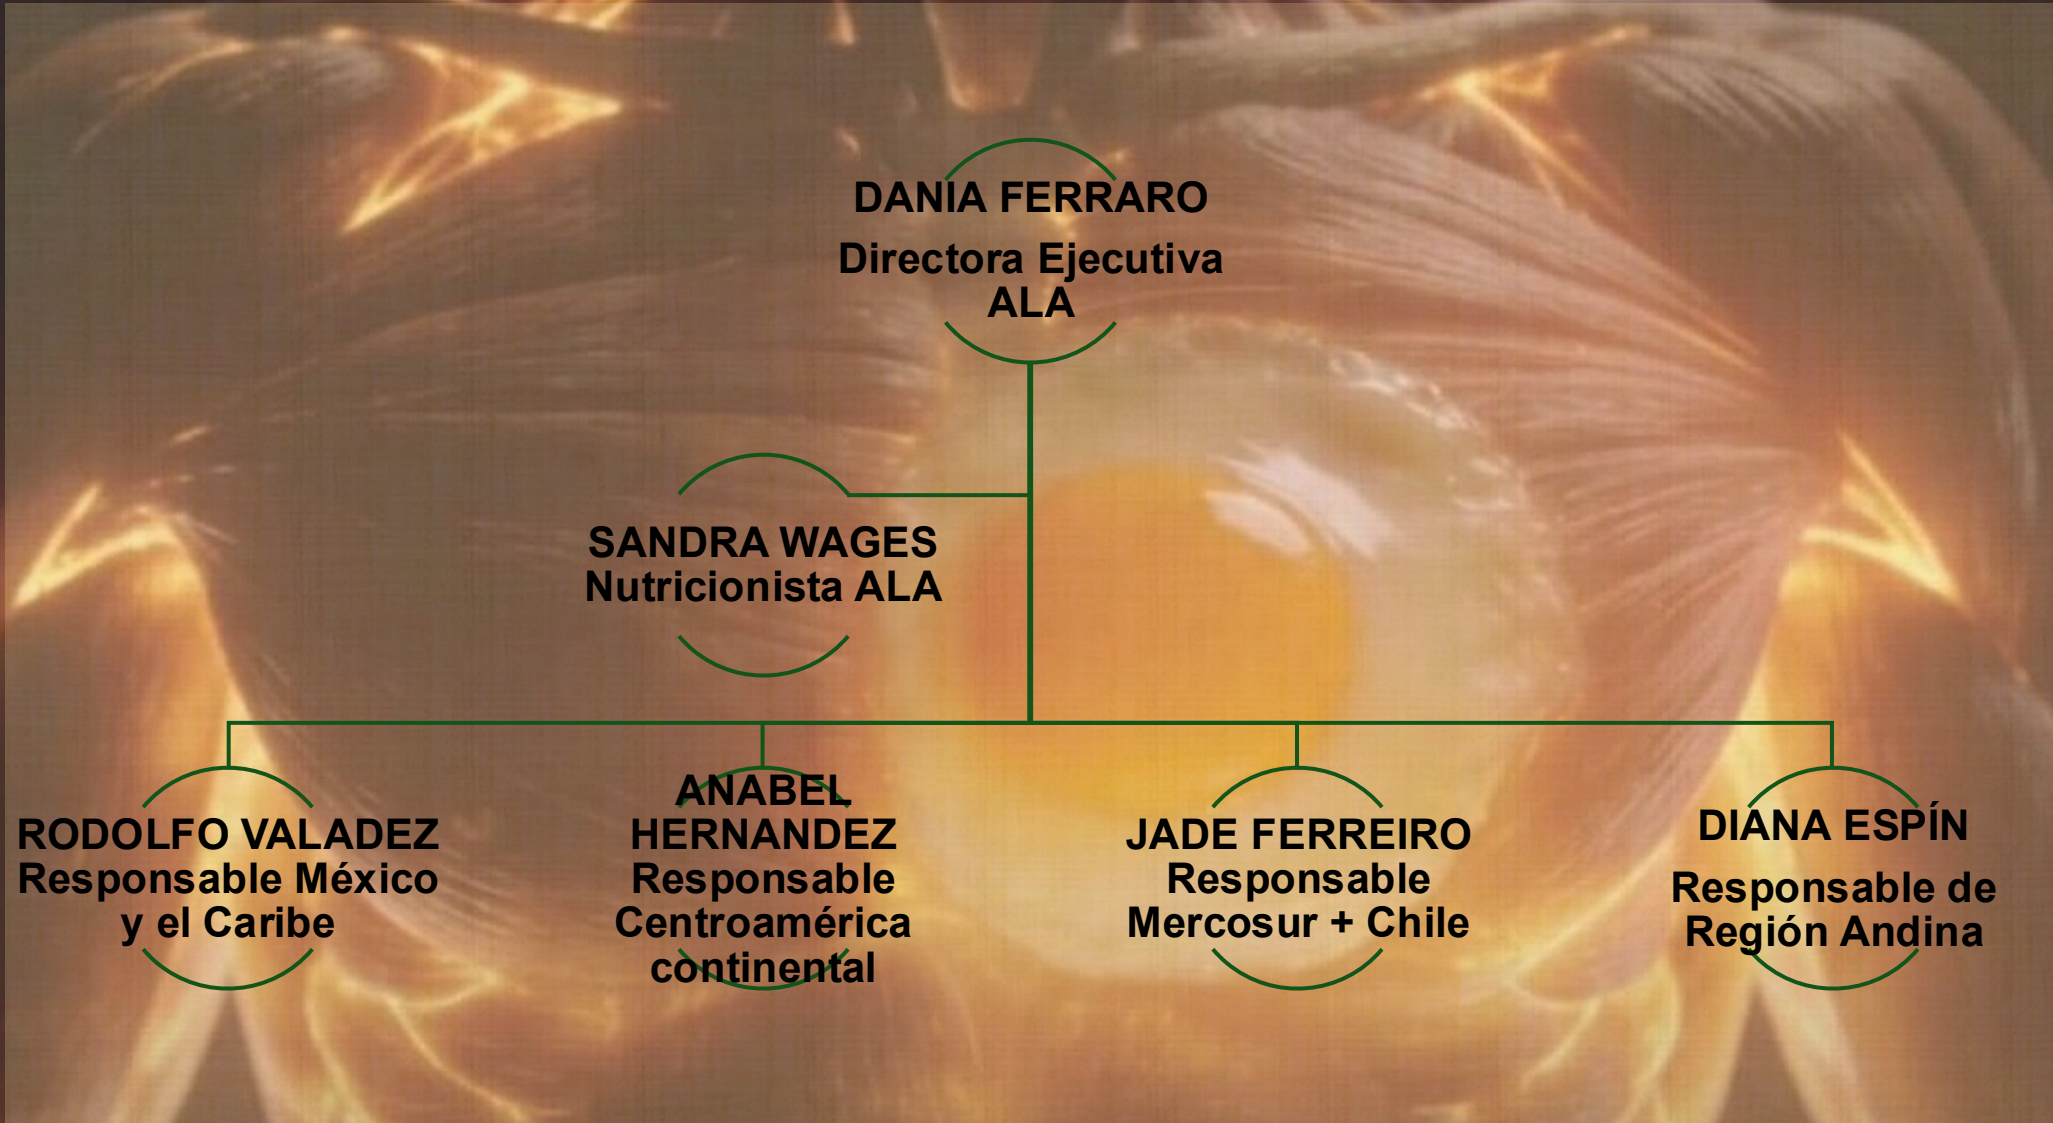 DANIA FERRARO
Directora Ejecutiva
ALA
SANDRA WAGES
Nutricionista ALA
RODOLFO VALADEZ
Responsable México
y el Caribe
ANABEL
HERNANDEZ
Responsable
Centroamérica
continental
JADE FERREIRO
Responsable
Mercosur + Chile
DIANA ESPÍN
Responsable de
Región Andina